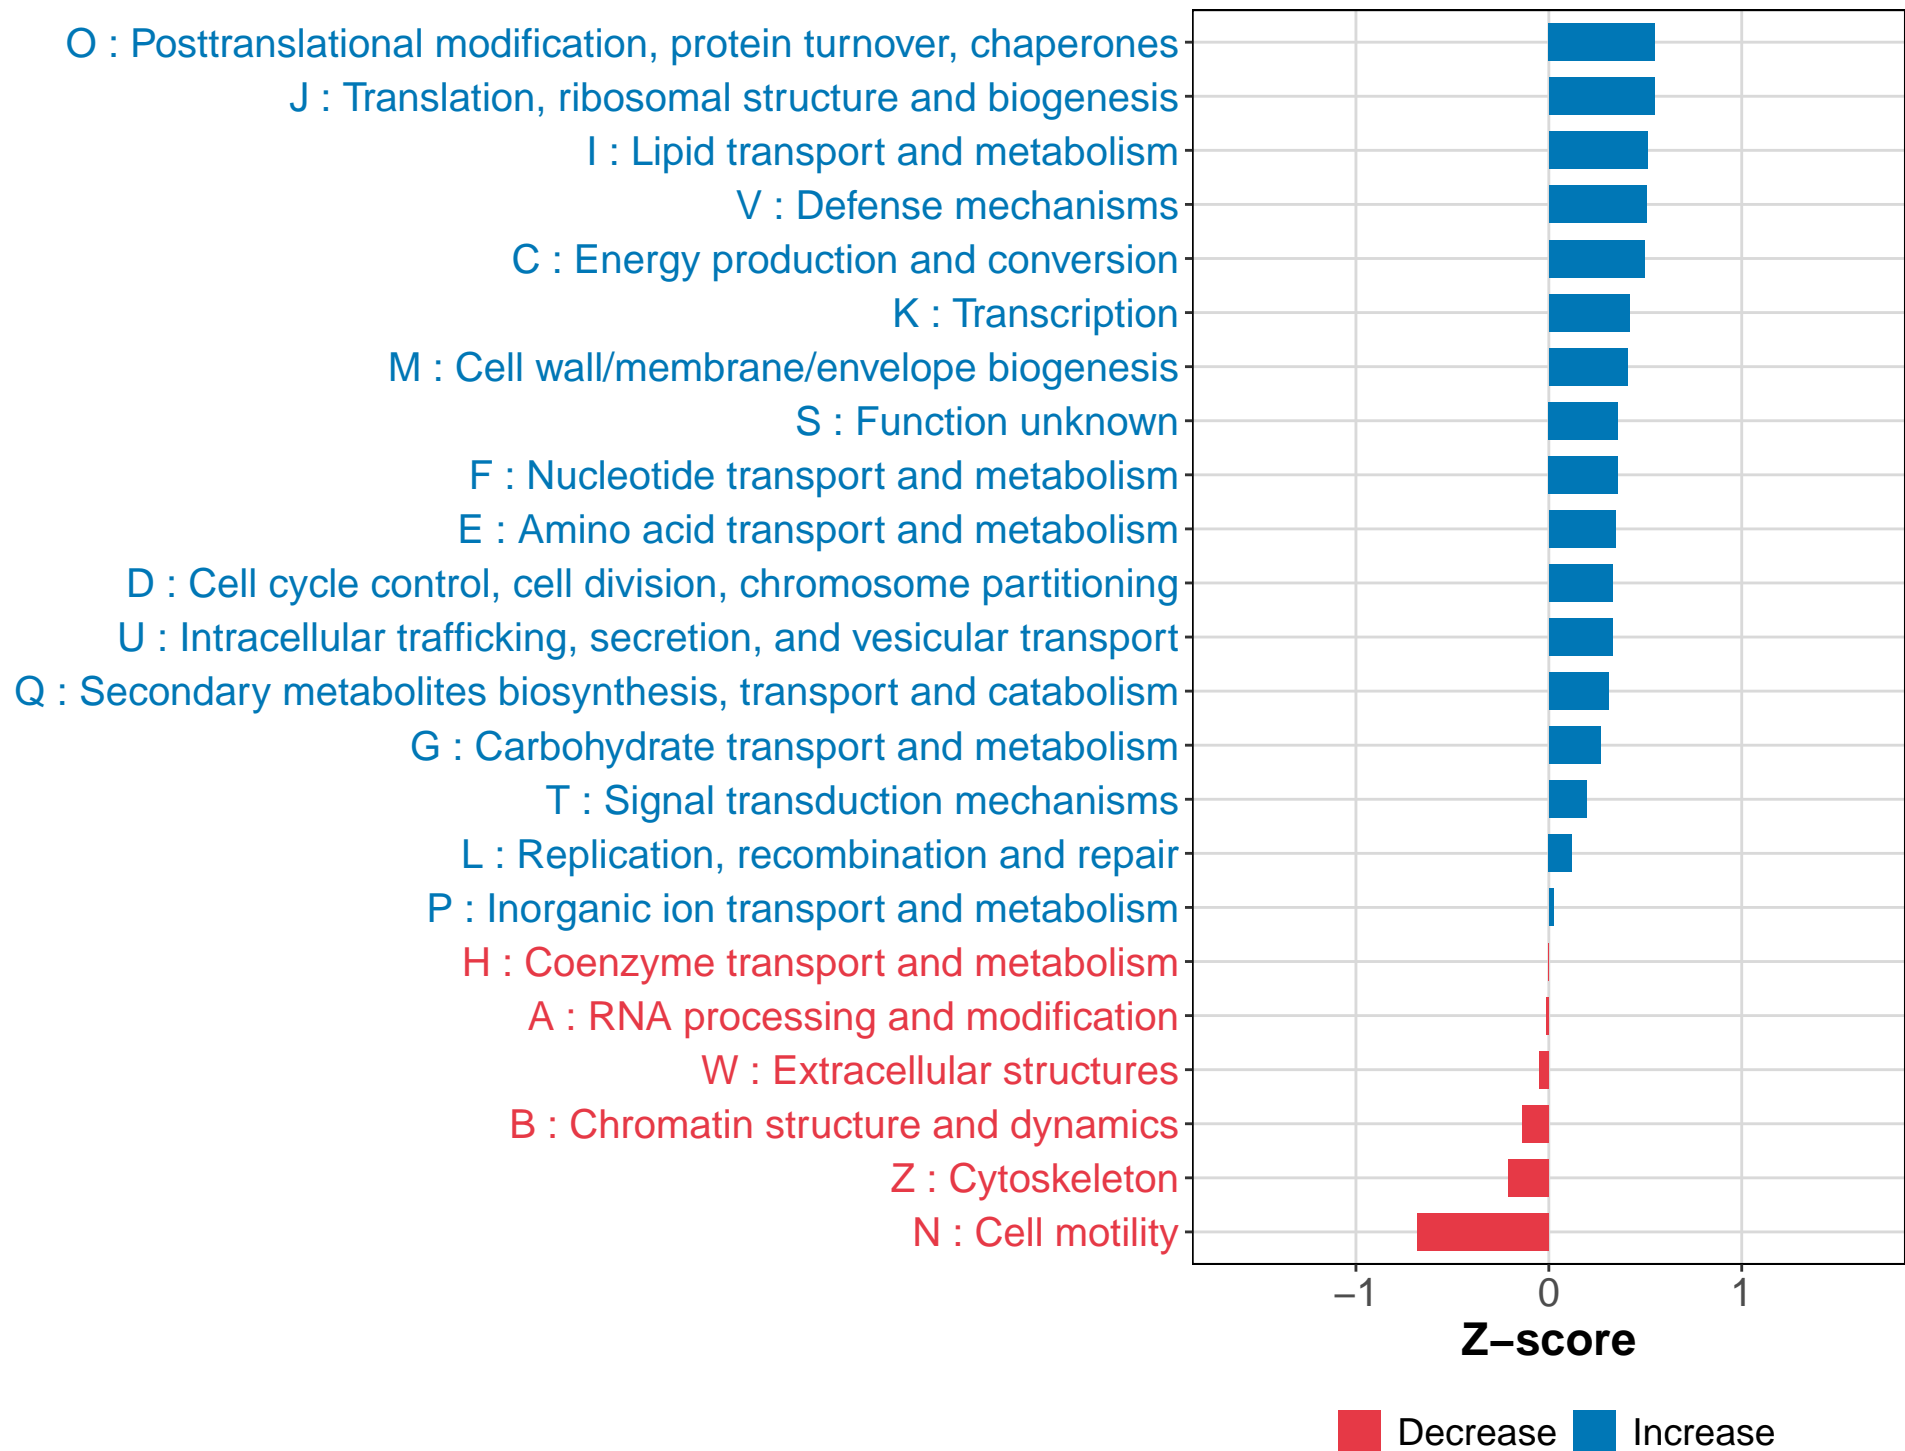 O : Posttranslational modification, protein turnover, chaperones
J : Translation, ribosomal structure and biogenesis
I : Lipid transport and metabolism
V : Defense mechanisms
C : Energy production and conversion
K : Transcription
M : Cell wall/membrane/envelope biogenesis
S : Function unknown
F : Nucleotide transport and metabolism
E : Amino acid transport and metabolism
D : Cell cycle control, cell division, chromosome partitioning
U : Intracellular trafficking, secretion, and vesicular transport
Q : Secondary metabolites biosynthesis, transport and catabolism
G : Carbohydrate transport and metabolism
T : Signal transduction mechanisms
L : Replication, recombination and repair
P : Inorganic ion transport and metabolism
H : Coenzyme transport and metabolism
A : RNA processing and modification
W : Extracellular structures
B : Chromatin structure and dynamics
Z : Cytoskeleton
N : Cell motility
−1 0 1
Z−score
Decrease Increase